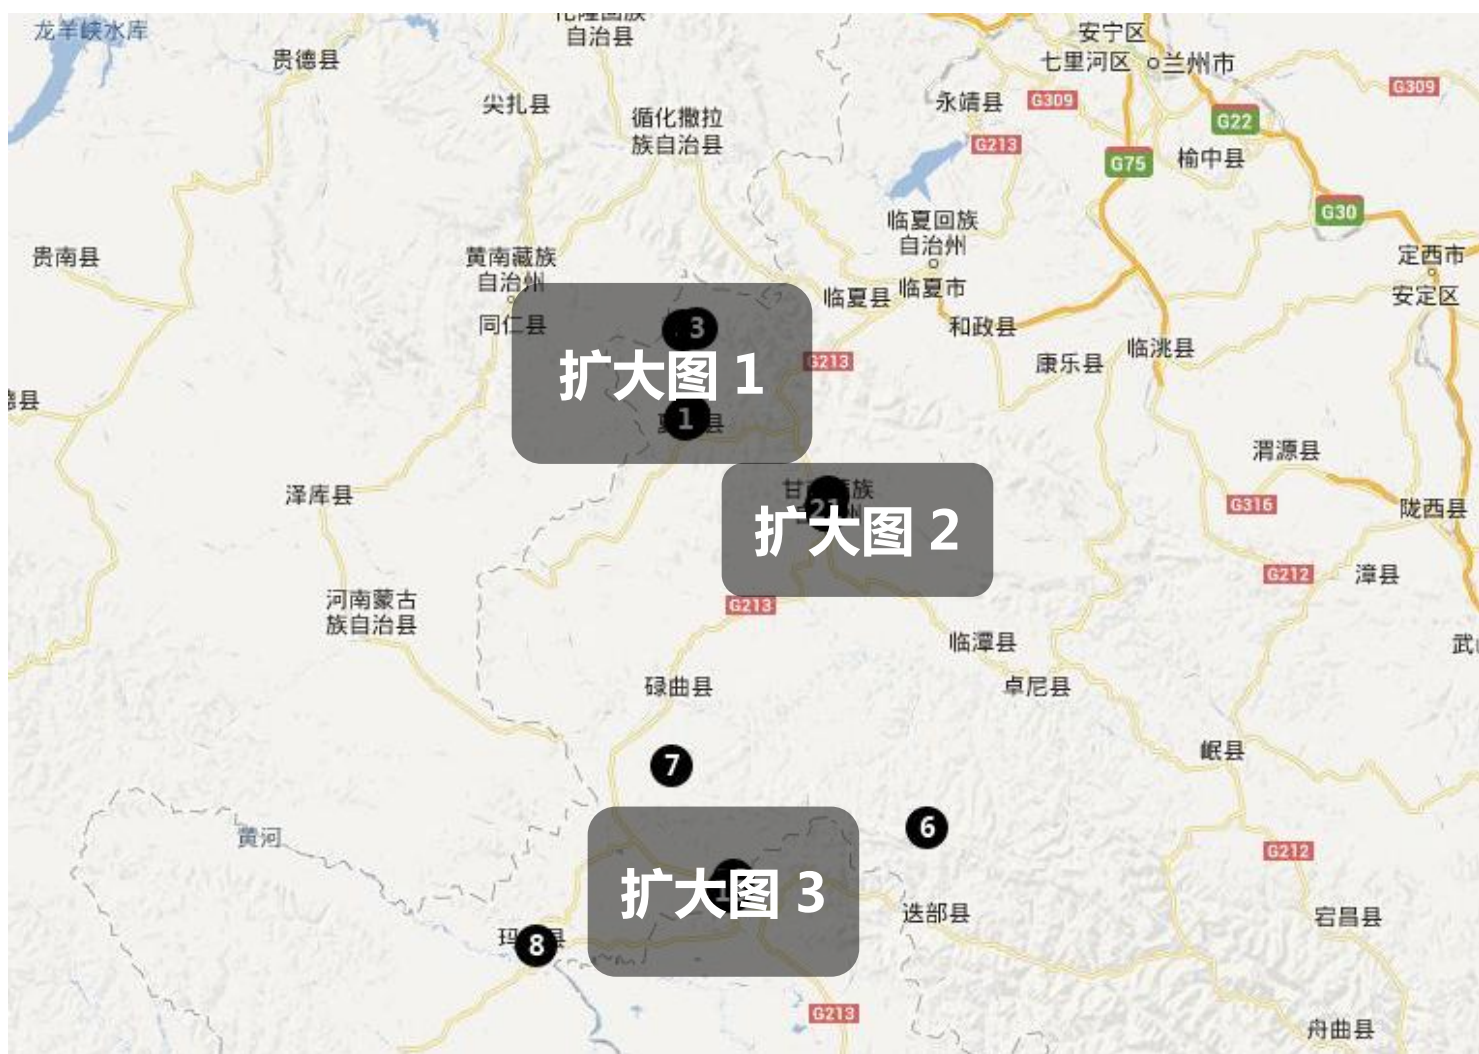 龙羊峡水库
自治县
安宁区
七里河区
兰州市
贵德县
尖扎县
永靖县
G309
G309
循化撒拉
族自治县
G22
G213
G75
榆中县
临夏回族
自治州
G30
贵南县
黄南藏族
自治州
定西市
临夏县
临夏市
安定区
同仁县
3
和政县
临洮县
康乐县
G213
扩大图 1
1
县
渭源县
泽库县
21
G316
陇西县
扩大图 2
G212
漳县
河南蒙古
族自治县
G213
临潭县
碌曲县
卓尼县
岷县
7
6
黄河
G212
扩大图 3
迭部县
宕昌县
8
G213
舟曲县